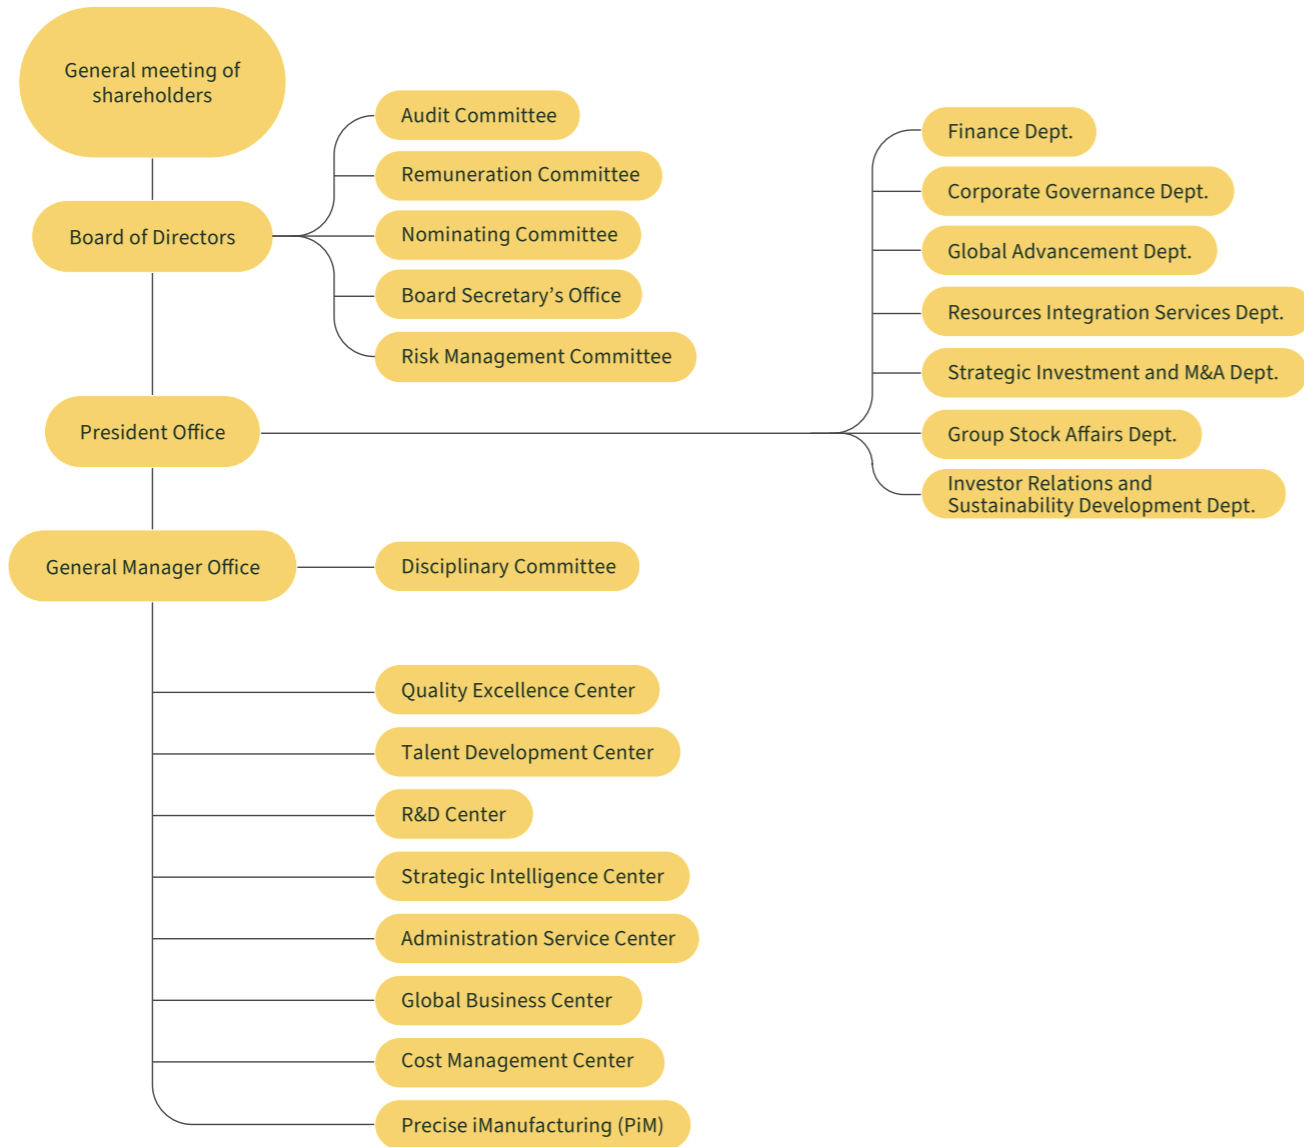 General meeting of
shareholders
Board of Directors
Audit Committee
Remuneration Committee
Nominating Committee
Board Secretary’s Office
Risk Management Committee
President Office
Finance Dept.
Corporate Governance Dept.
Global Advancement Dept.
Resources Integration Services Dept.
Strategic Investment and M&A Dept.
Group Stock Affairs Dept.
Investor Relations and
Sustainability Development Dept.
General Manager Office
Disciplinary Committee
Quality Excellence Center
Talent Development Center
R&D Center
Strategic Intelligence Center
Administration Service Center
Global Business Center
Cost Management Center
Precise iManufacturing (PiM)